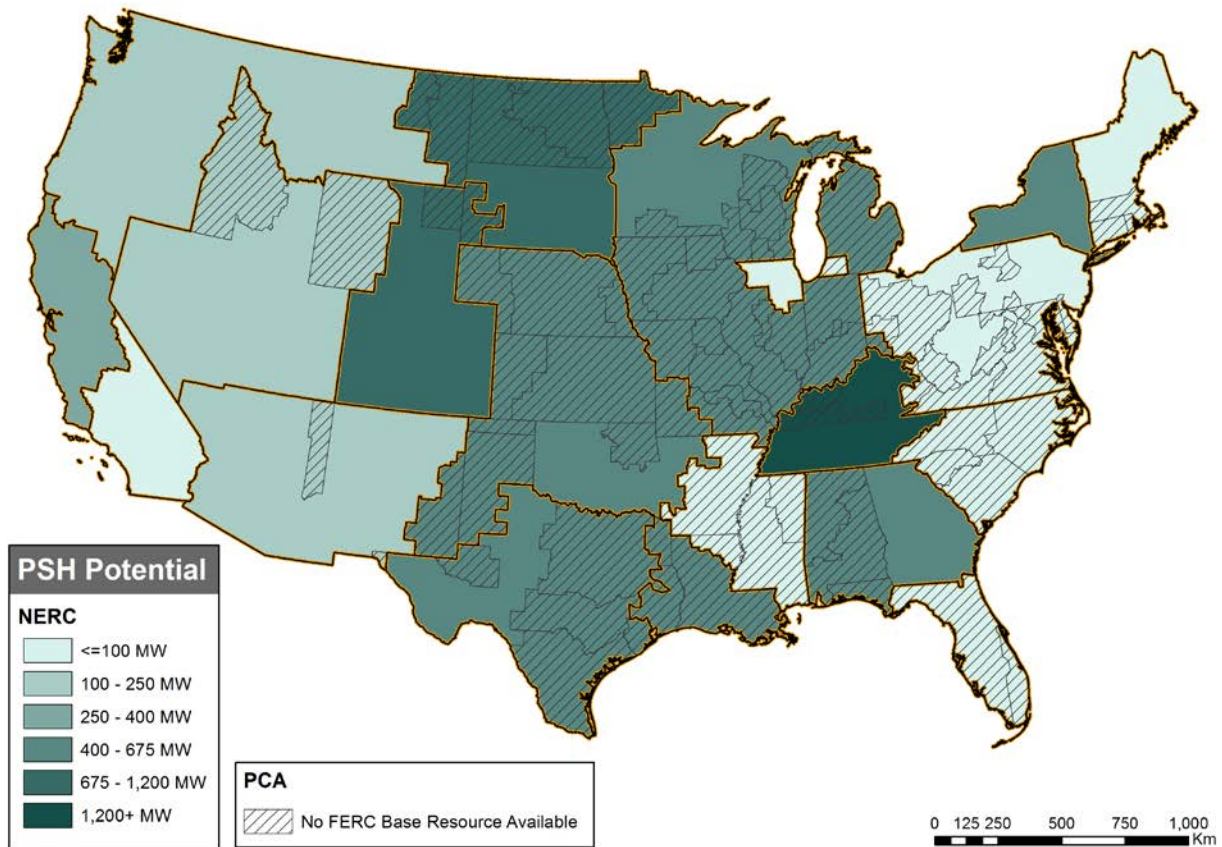 PSH Potential
NERC
<=100 MW
100 - 250 MW
250 - 400 MW
400 - 675 MW
675 - 1,200 MW
1,200+ MW
PCA
No FERC Base Resource Available
0 125 250 500 750 1,000
Km